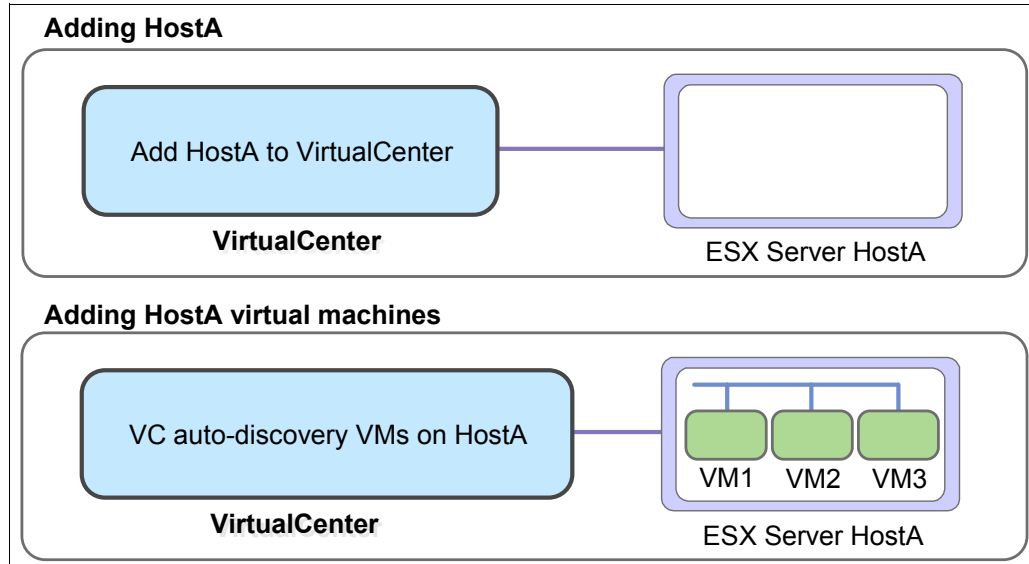 Adding HostA
Add HostA to VirtualCenter
VirtualCenter
ESX Server HostA
Adding HostA virtual machines
VC auto-discovery VMs on HostA
VM1 VM2 VM3
VirtualCenter
ESX Server HostA